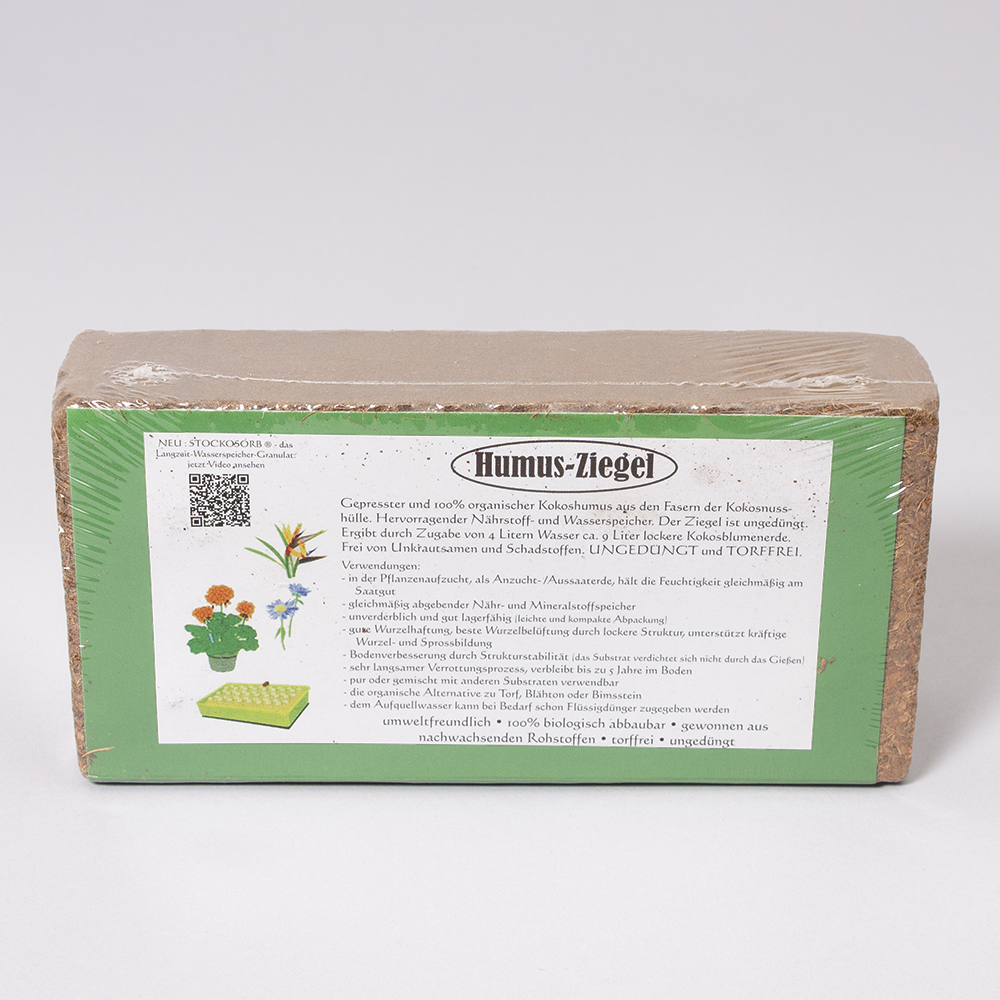 NEU : STOCKOSORB ® - das
Langzeit-Wasserspeicher-Granulat:
jetzt Video ansehen
Humus-Ziegel
Gepresster und 100% organischer Kokoshumus aus den Fasern der Kokosnuss-
hülle. Hervorragender Nährstoff- und Wasserspeicher. Der Ziegel ist ungedüngt.
Ergibt durch Zugabe von 4 Litern Wasser ca. 9 Liter lockere Kokosblumenerde.
Frei von Unkrautsamen und Schadstoffen, UNGEDÜNGT und TORFFREI.
Verwendungen:
- in der Pflanzenaufzucht, als Anzucht-/Aussaaterde, hält die Feuchtigkeit gleichmäßig am
Saatgut
- gleichmäßig abgebender Nähr- und Mineralstoffspeicher
- unverderblich und gut lagerfähig (leichte und kompakte Abpackung)
- gute Wurzelhaftung, beste Wurzelbelüftung durch lockere Struktur, unterstützt kräftige
Wurzel- und Sprossbildung
- Bodenverbesserung durch Strukturstabilität (das Substrat verdichtet sich nicht durch das Gießen)
- sehr langsamer Verrottungsprozess, verbleibt bis zu 5 Jahre im Boden
- pur oder gemischt mit anderen Substraten verwendbar
- die organische Alternative zu Torf, Blähton oder Bimsstein
- dem Aufquellwasser kann bei Bedarf schon Flüssigdünger zugegeben werden
umweltfreundlich • 100% biologisch abbaubar • gewonnen aus
nachwachsenden Rohstoffen • torffrei • ungedüngt